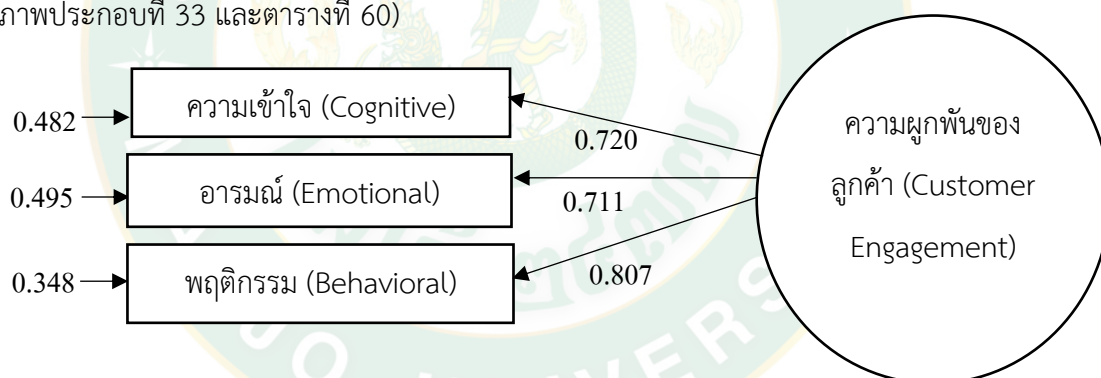 ภาพประกอบที่ 33 และตารางที่ 60)
0.482
ความเข้าใจ (Cognitive)
0.720
0.495
อารมณ์ (Emotional)
0.711
0.348
พฤติกรรม (Behavioral)
0.807
ความผูกพันของ
ลูกค้า (Customer
Engagement)